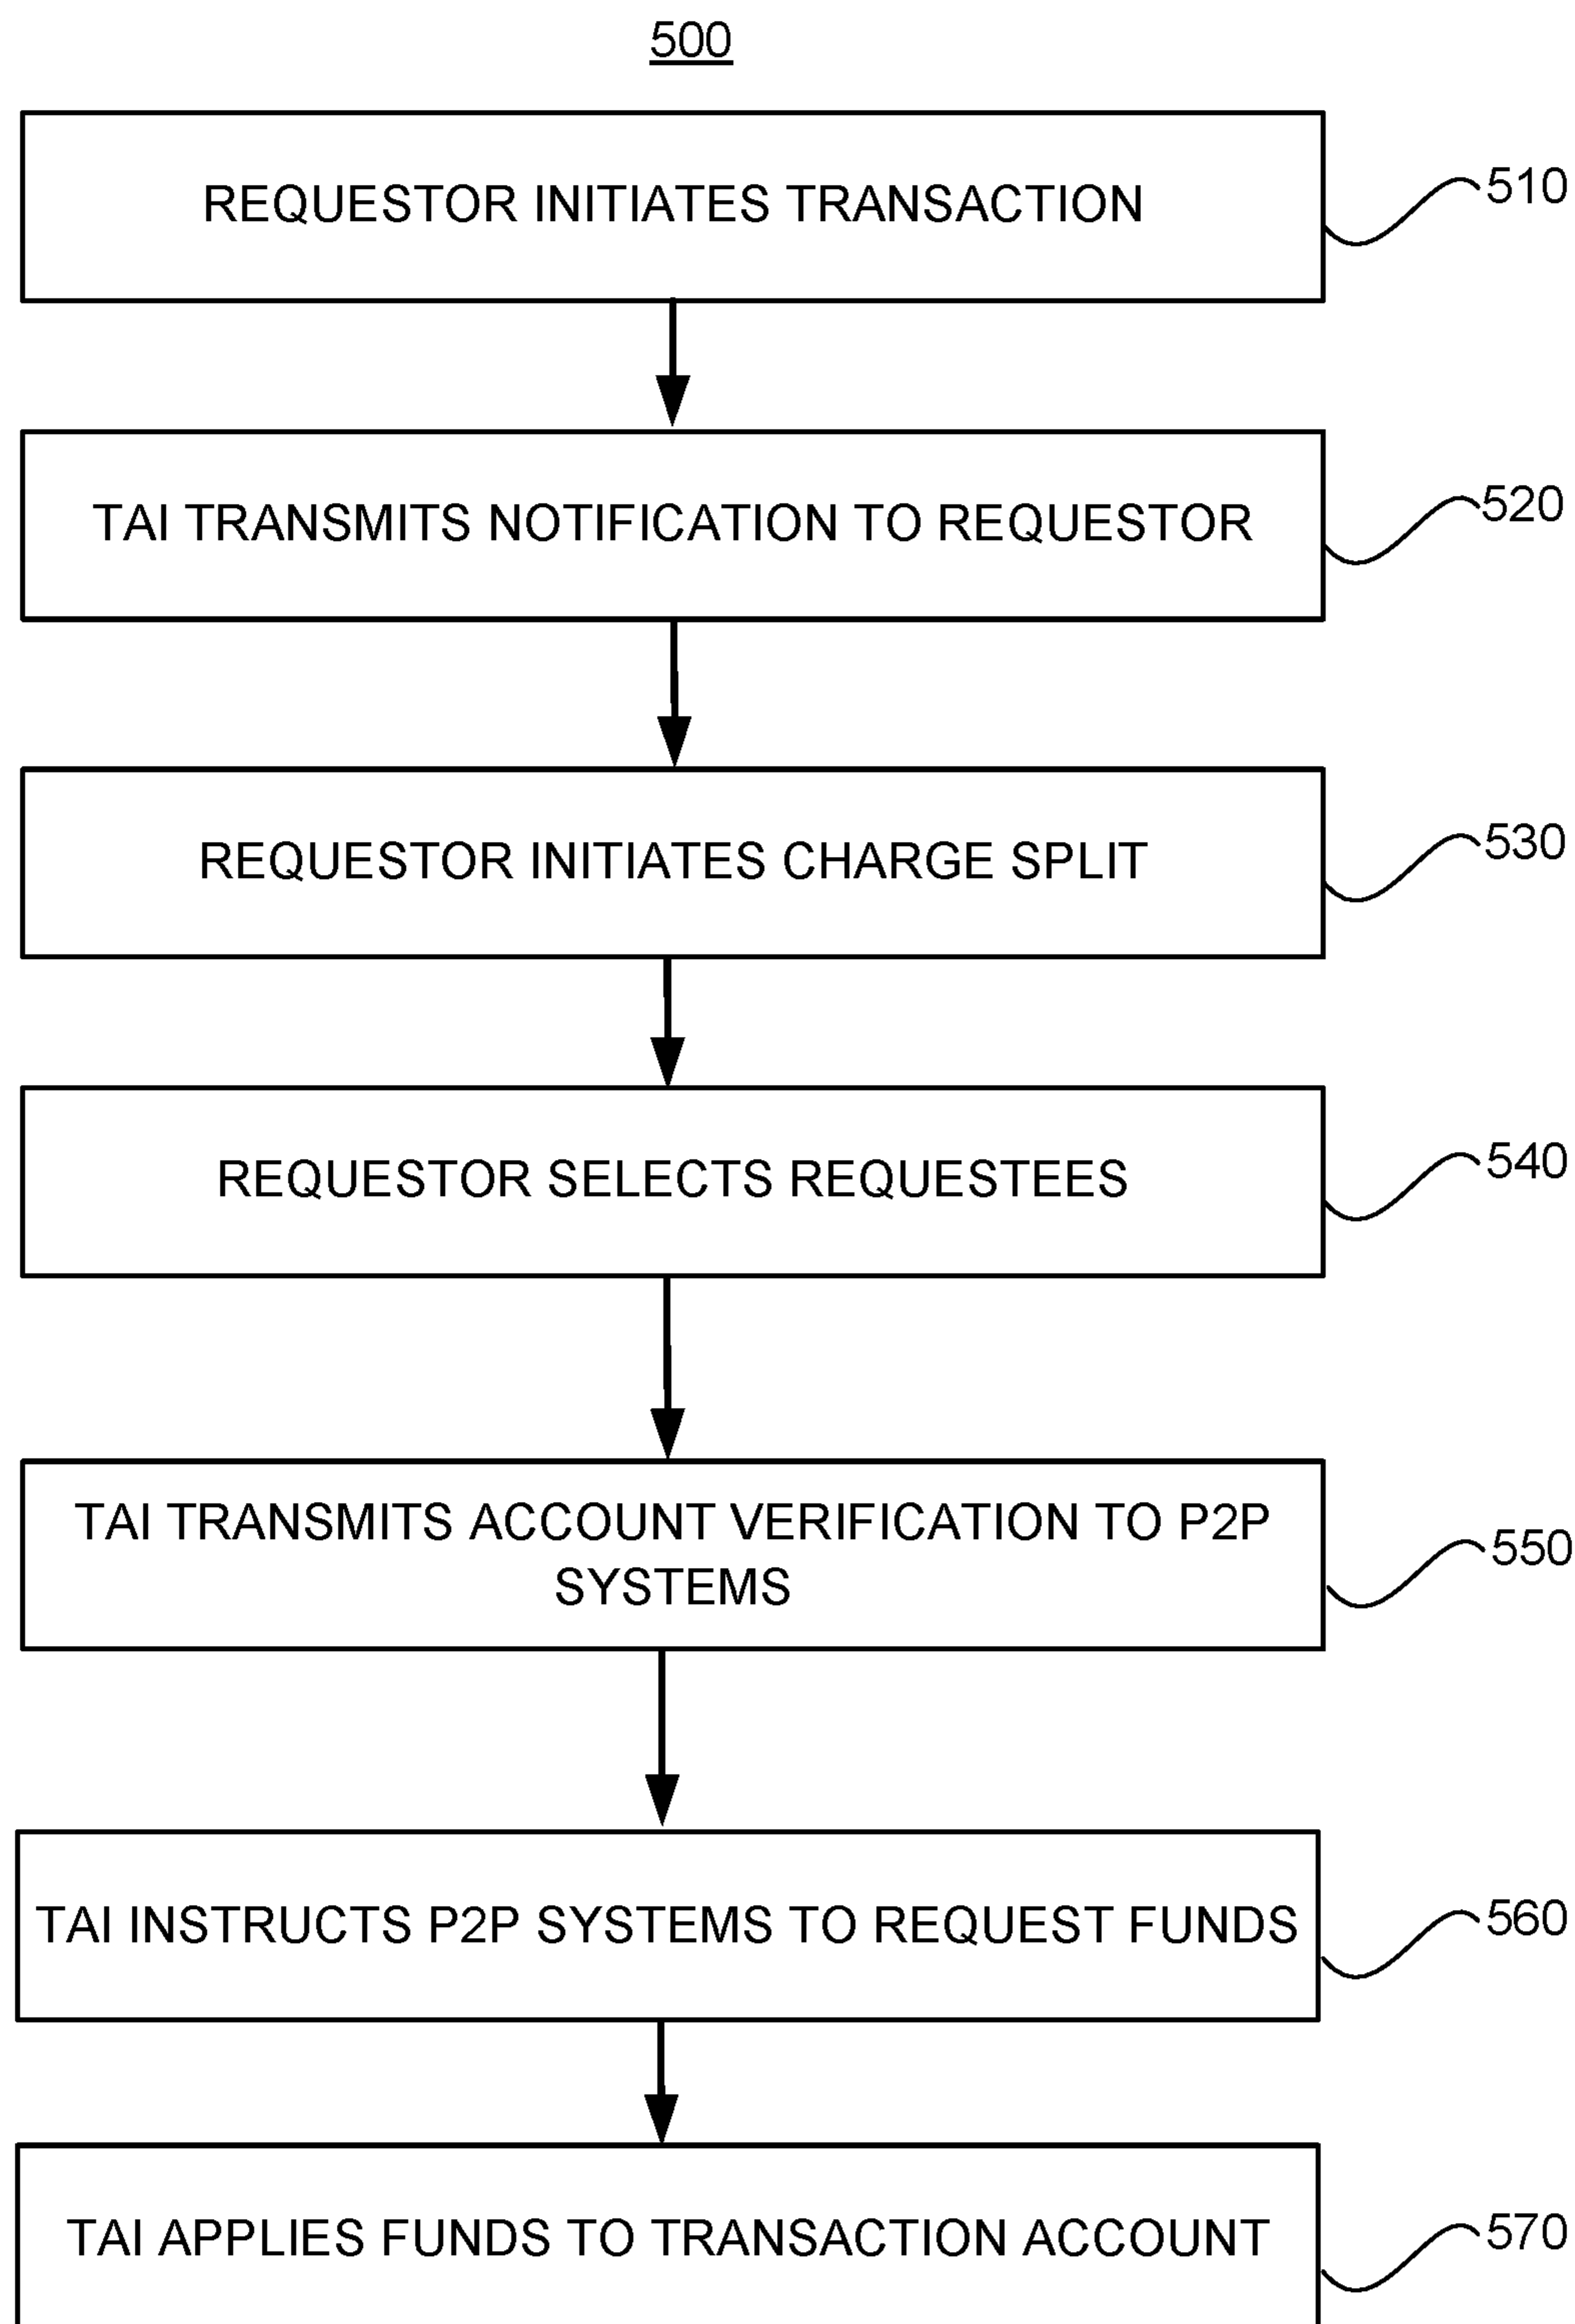 500
REQUESTOR INITIATES TRANSACTION
510
TAI TRANSMITS NOTIFICATION TO REQUESTOR
520
REQUESTOR INITIATES CHARGE SPLIT
530
REQUESTOR SELECTS REQUESTEES
540
TAI TRANSMITS ACCOUNT VERIFICATION TO P2P
SYSTEMS
550
TAI INSTRUCTS P2P SYSTEMS TO REQUEST FUNDS
560
TAI APPLIES FUNDS TO TRANSACTION ACCOUNT
570